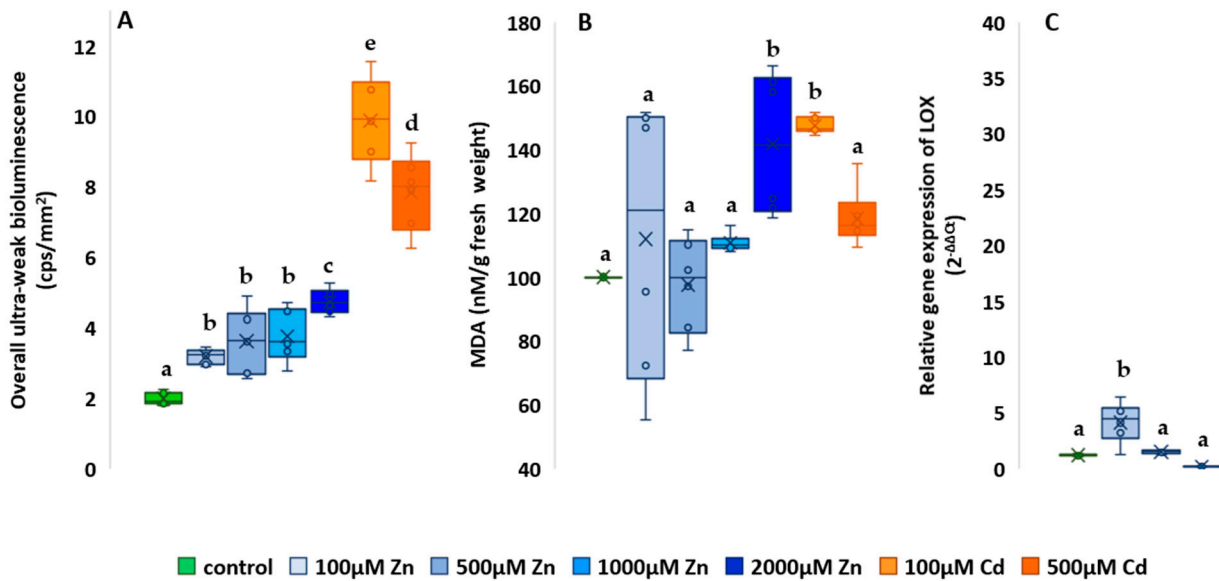 A
Overall ultra-weak bioluminescence
(cps/mm²)
12
10
8
6
4
2
0
a
b
b
b
c
e
d
B
MDA (nM/g fresh weight)
180
160
140
120
100
80
60
40
a
a
a
a
b
b
a
C
Relative gene expression of LOX
(2^-ΔΔCt)
40
35
30
25
20
15
10
5
0
a
b
a
a
control 100μM Zn 500μM Zn 1000μM Zn 2000μM Zn 100μM Cd 500μM Cd